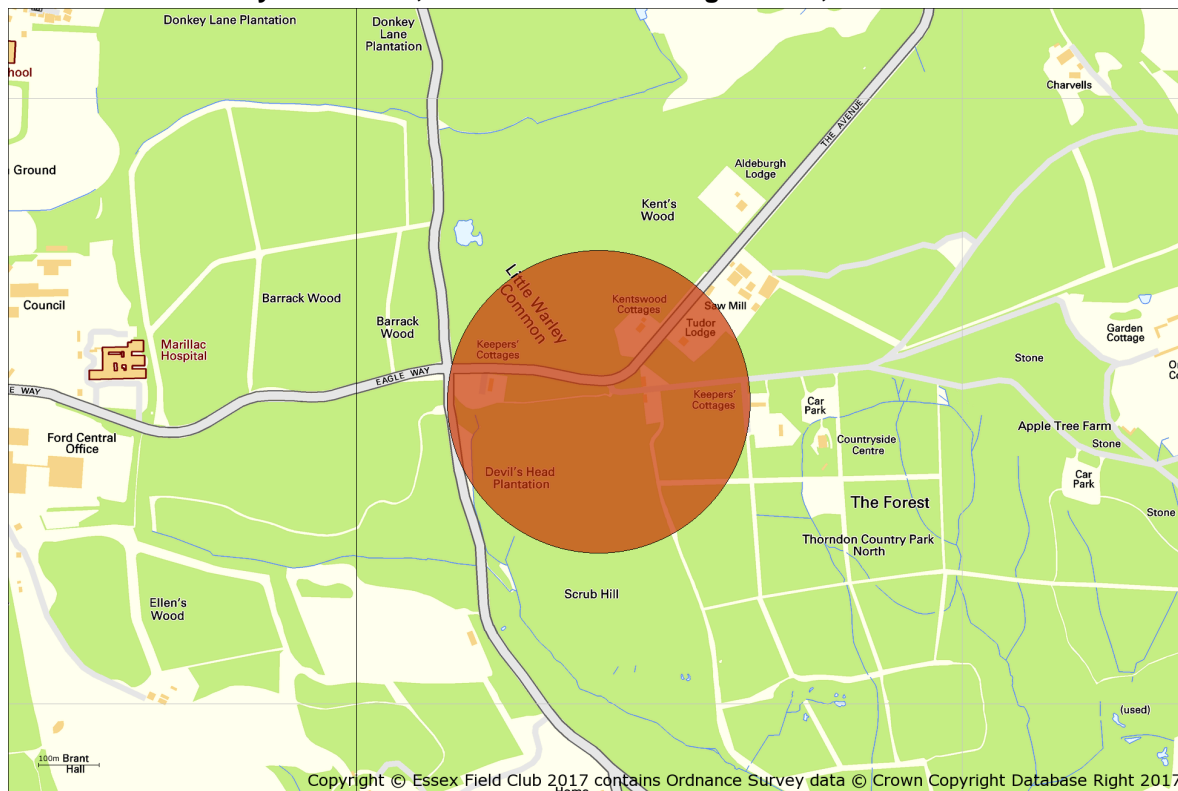 Donkey Lane Plantation
Donkey
Lane
Plantation
hool
Charvells
THE AVENUE
Ground
Aldeburgh
Lodge
Kent's
Wood
Little Warley
Common
Council
Barrack Wood
Barrack
Wood
Kentswood
Cottages
Saw Mill
Tudor
Lodge
Garden
Cottage
Marillac
Hospital
Keepers'
Cottages
Stone
EAGLE WAY
E WAY
Keepers'
Cottages
Car
Park
Apple Tree Farm
Ford Central
Office
Countryside
Centre
Stone
Devil's Head
Plantation
Car
Park
The Forest
Stone
Thorndon Country Park
North
Ellen's
Wood
Scrub Hill
(used)
100m
Brant
Hall
Copyright © Essex Field Club 2017 contains Ordnance Survey data © Crown Copyright Database Right 2017